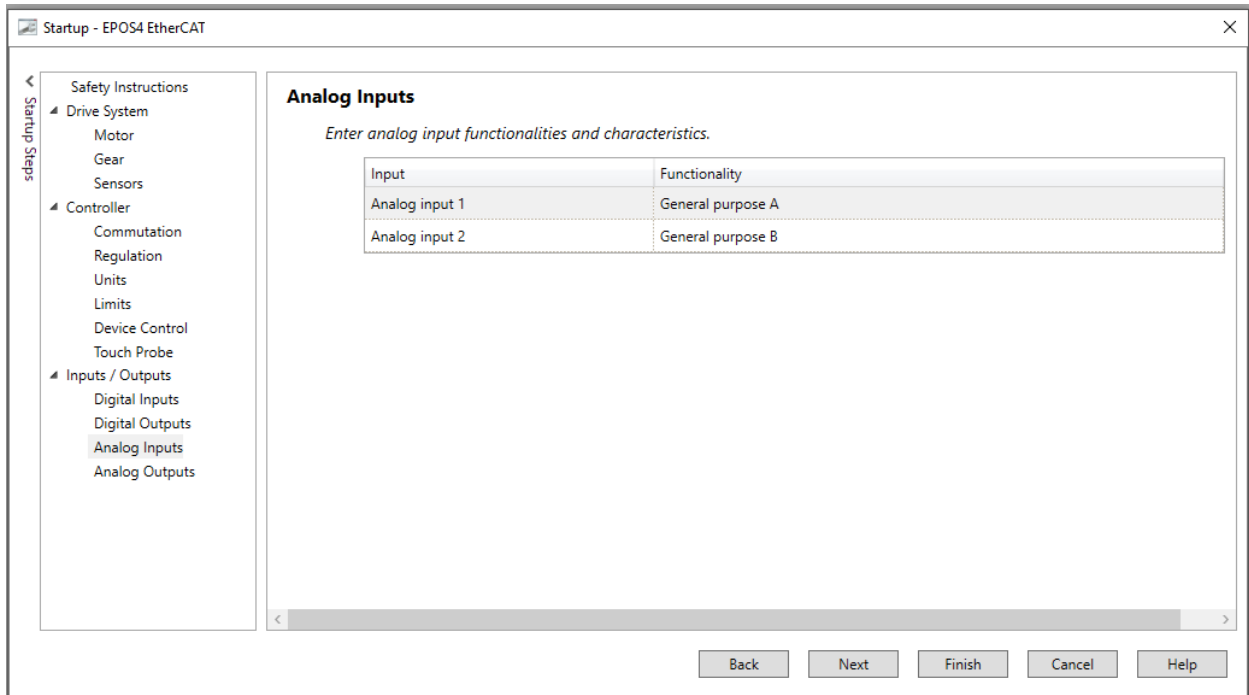 Startup - EPOS4 EtherCAT
Startup Steps
Safety Instructions
Drive System
Motor
Gear
Sensors
Controller
Commutation
Regulation
Units
Limits
Device Control
Touch Probe
Inputs / Outputs
Digital Inputs
Digital Outputs
Analog Inputs
Analog Outputs
Analog Inputs
Enter analog input functionalities and characteristics.
Input Functionality
Analog input 1 General purpose A
Analog input 2 General purpose B
Back Next Finish Cancel Help